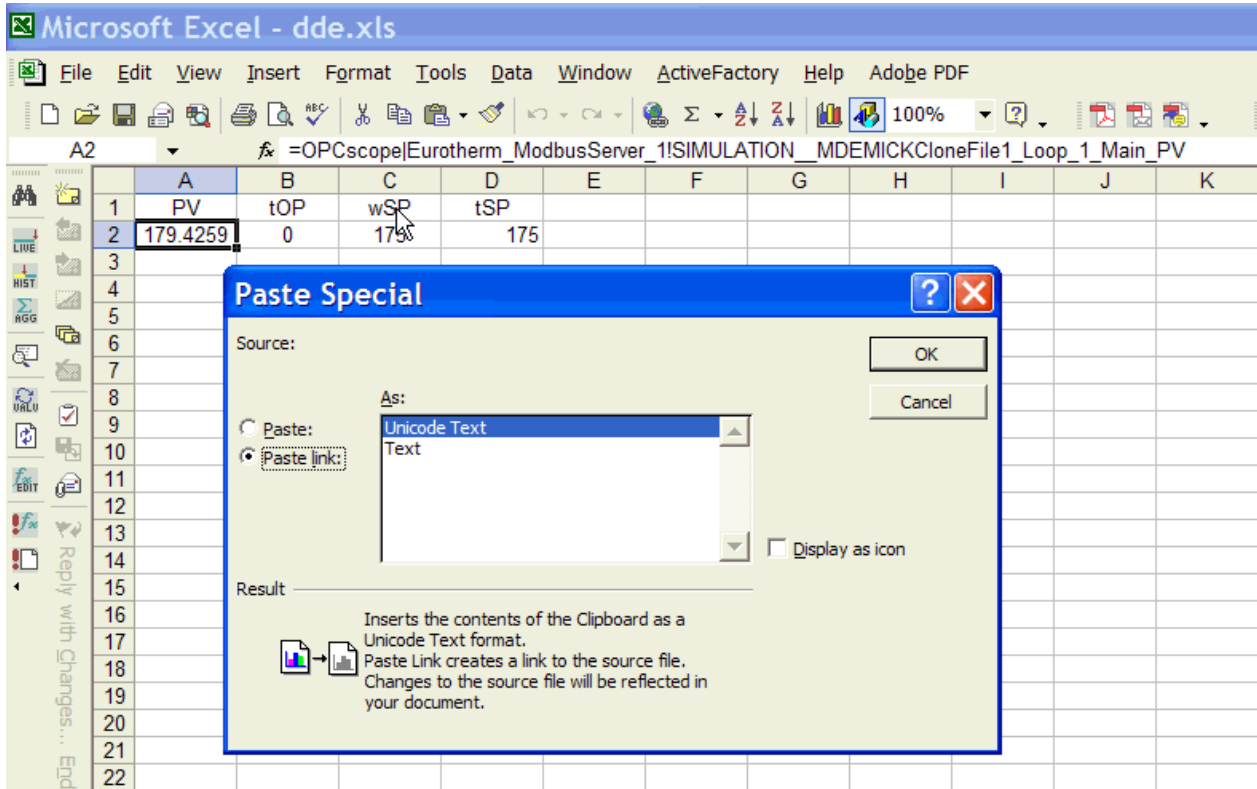 Microsoft Excel - dde.xls
File Edit View Insert Format Tools Data Window ActiveFactory Help Adobe PDF
ABC Σ A Z Z A 100% ?
A2 fx =OPCscope|Eurotherm_ModbusServer_1!SIMULATION__MDEMICKCloneFile1_Loop_1_Main_PV
A B C D E F G H I J K
1 PV tOP wSP tSP
2 179.4259 0 175 175
3
4
5
6
7
8
9
10
11
12
13
14
15
16
17
18
19
20
21
22
LIVE
HIST
Σ
AGG
VALU
fx
EDIT
!fx
!
Reply with Changes... End
Paste Special ?
Source:
OK
Cancel
As:
Paste:
Paste link:
Unicode Text
Text
Display as icon
Result
Inserts the contents of the Clipboard as a
Unicode Text format.
Paste Link creates a link to the source file.
Changes to the source file will be reflected in
your document.